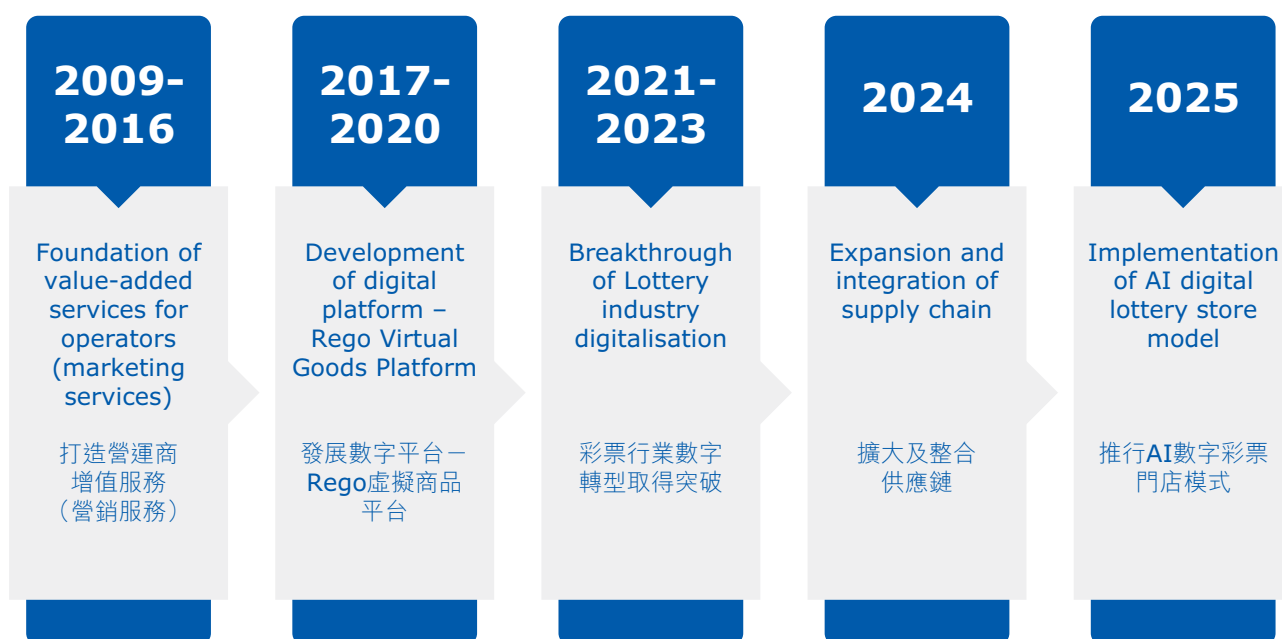 2009-
2016
Foundation of
value-added
services for
operators
(marketing
services)
打造營運商
增值服務
（營銷服務）
2017-
2020
Development
of digital
platform –
Rego Virtual
Goods Platform
發展數字平台－
Rego虛擬商品
平台
2021-
2023
Breakthrough
of Lottery
industry
digitalisation
彩票行業數字
轉型取得突破
2024
Expansion and
integration of
supply chain
擴大及整合
供應鏈
2025
Implementation
of AI digital
lottery store
model
推行AI數字彩票
門店模式